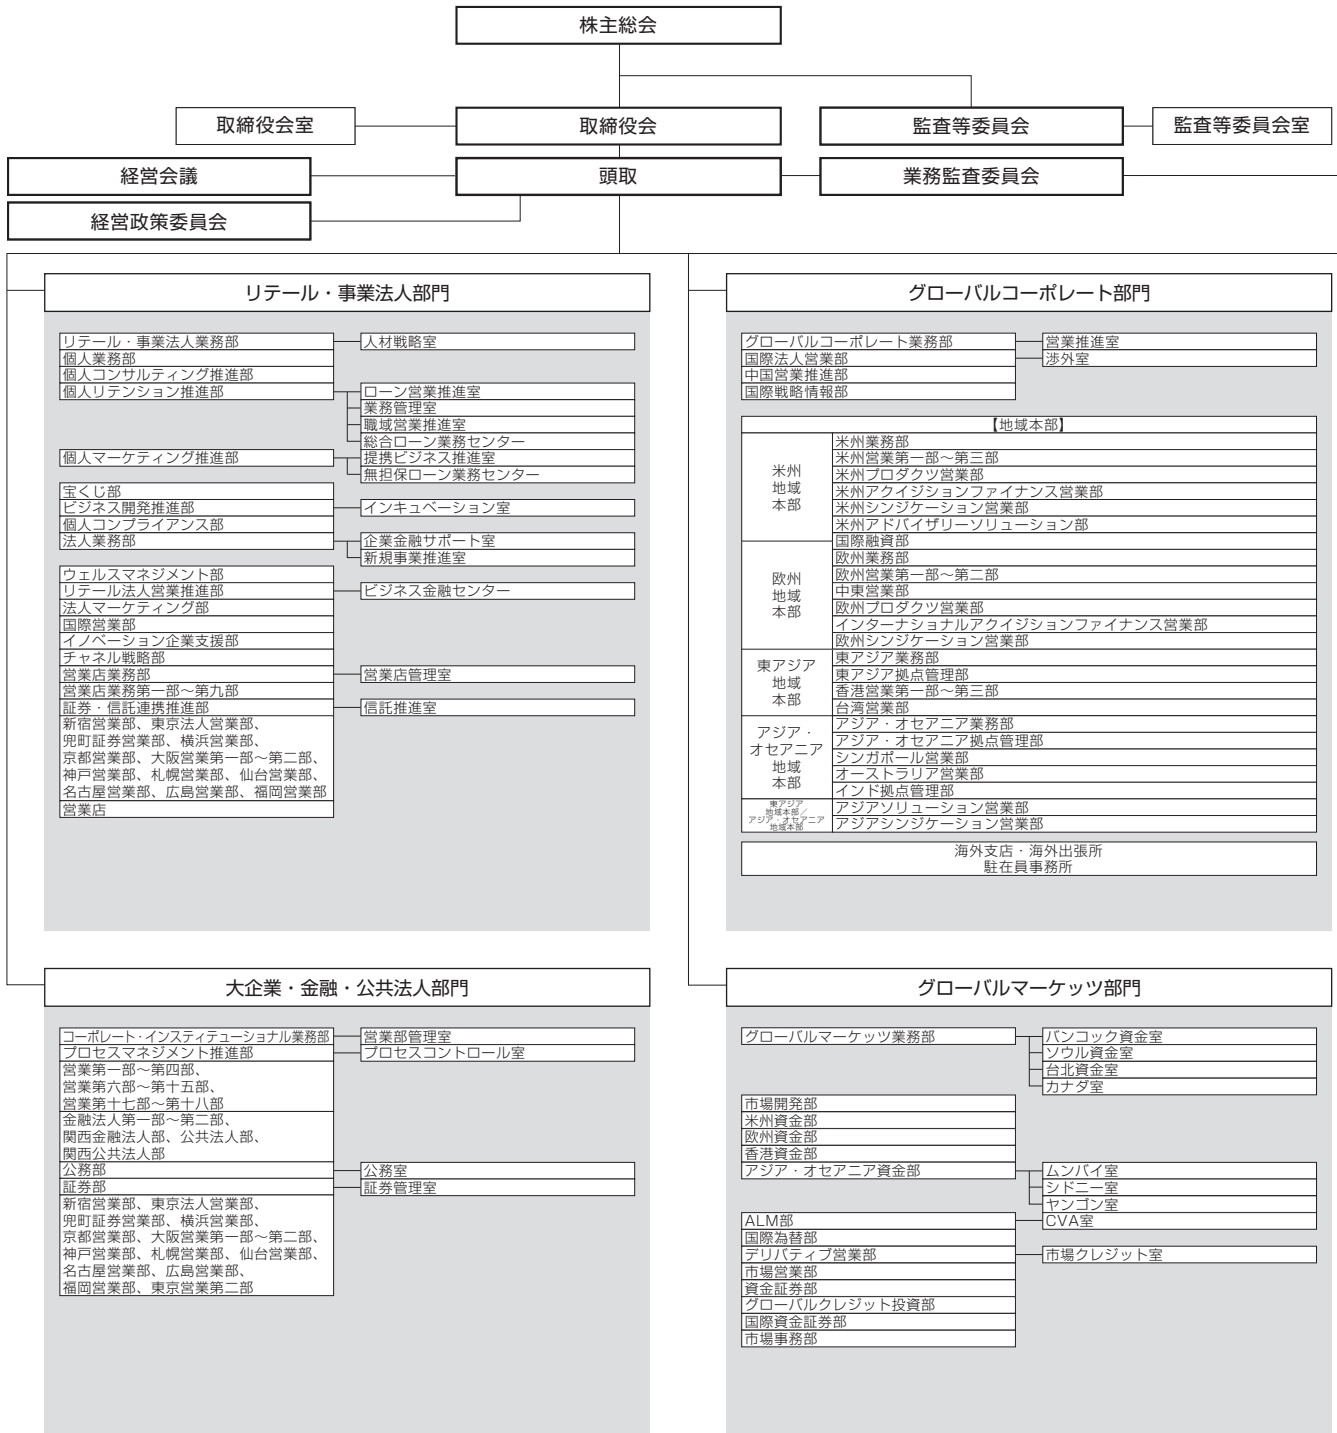 株主総会
取締役会室
取締役会
監査等委員会
監査等委員会室
経営会議
頭取
業務監査委員会
経営政策委員会
リテール・事業法人部門
リテール・事業法人業務部
人材戦略室
個人業務部
個人コンサルティング推進部
個人リテンション推進部
ローン営業推進室
業務管理室
職域営業推進室
総合ローン業務センター
個人マーケティング推進部
提携ビジネス推進室
無担保ローン業務センター
宝くじ部
ビジネス開発推進部
インキュベーション室
個人コンプライアンス部
法人業務部
企業金融サポート室
新規事業推進室
ウェルスマネジメント部
リテール法人営業推進部
ビジネス金融センター
法人マーケティング部
国際営業部
イノベーション企業支援部
チャネル戦略部
営業店業務部
営業店管理室
営業店業務第一部～第九部
証券・信託連携推進部
信託推進室
新宿営業部、東京法人営業部、
兜町証券営業部、横浜営業部、
京都営業部、大阪営業第一部～第二部、
神戸営業部、札幌営業部、仙台営業部、
名古屋営業部、広島営業部、福岡営業部
営業店
グローバルコーポレート部門
グローバルコーポレート業務部
営業推進室
国際法人営業部
渉外室
中国営業推進部
国際戦略情報部
【地域本部】
米州
地域
本部
米州業務部
米州営業第一部～第三部
米州プロダクツ営業部
米州アクイジションファイナンス営業部
米州シンジケーション営業部
米州アドバイザリーソリューション部
欧州
地域
本部
国際融資部
欧州業務部
欧州営業第一部～第二部
中東営業部
欧州プロダクツ営業部
インターナショナルアクイジションファイナンス営業部
欧州シンジケーション営業部
東アジア
地域
本部
東アジア業務部
東アジア拠点管理部
香港営業第一部～第三部
台湾営業部
アジア・
オセアニア
地域
本部
アジア・オセアニア業務部
アジア・オセアニア拠点管理部
シンガポール営業部
オーストラリア営業部
インド拠点管理部
東アジア
地域本部／
アジア・オセアニア
地域本部
アジアソリューション営業部
アジアシンジケーション営業部
海外支店・海外出張所
駐在員事務所
大企業・金融・公共法人部門
コーポレート・インスティテューショナル業務部
営業部管理室
プロセスマネジメント推進部
プロセスコントロール室
営業第一部～第四部、
営業第六部～第十五部、
営業第十七部～第十八部
金融法人第一部～第二部、
関西金融法人部、公共法人部、
関西公共法人部
公務部
公務室
証券部
証券管理室
新宿営業部、東京法人営業部、
兜町証券営業部、横浜営業部、
京都営業部、大阪営業第一部～第二部、
神戸営業部、札幌営業部、仙台営業部、
名古屋営業部、広島営業部、
福岡営業部、東京営業第二部
グローバルマーケッツ部門
グローバルマーケッツ業務部
バンコック資金室
ソウル資金室
台北資金室
カナダ室
市場開発部
米州資金部
欧州資金部
香港資金部
アジア・オセアニア資金部
ムンバイ室
シドニー室
ヤンゴン室
ALM部
CVA室
国際為替部
デリバティブ営業部
市場クレジット室
市場営業部
資金証券部
グローバルクレジット投資部
国際資金証券部
市場事務部